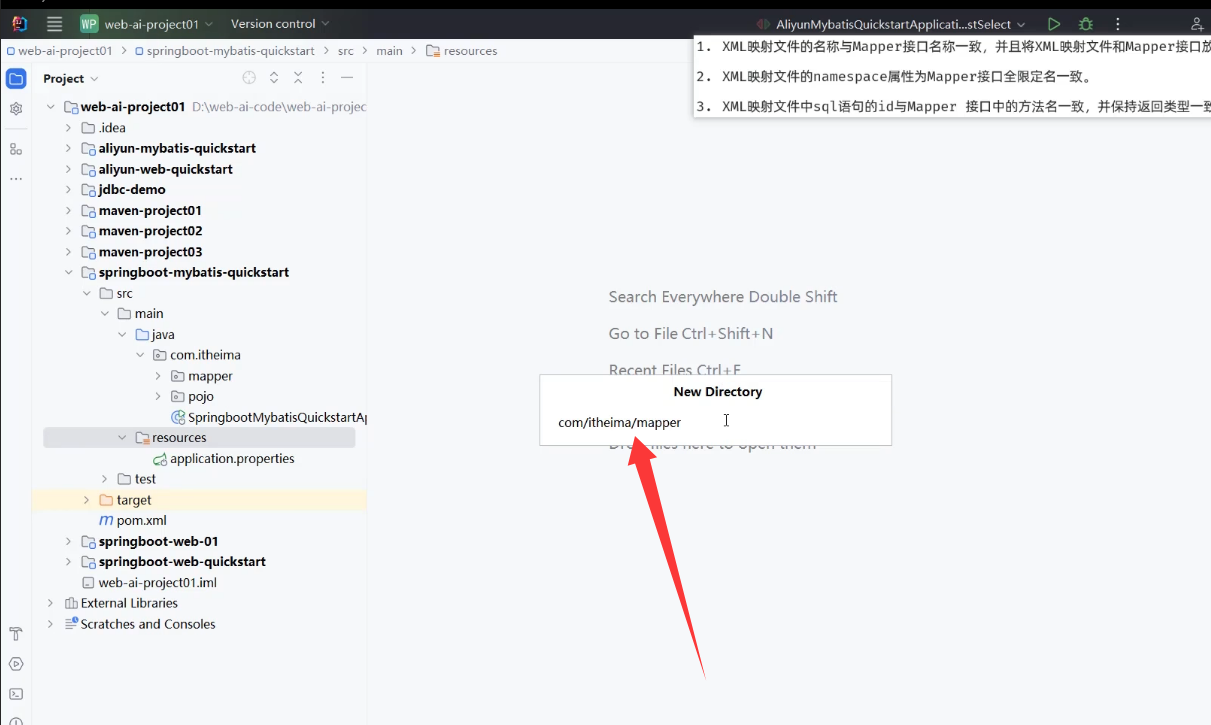 WP web-ai-project01 Version control AliyunMybatisQuickstartApplicati...stSelect
web-ai-project01 springboot-mybatis-quickstart src main resources
1. XML映射文件的名称与Mapper接口名称一致，并且将XML映射文件和Mapper接口放
2. XML映射文件的namespace属性为Mapper接口全限定名一致。
3. XML映射文件中sql语句的id与Mapper 接口中的方法名一致，并保持返回类型一致
Project
web-ai-project01 D:\web-ai-code\web-ai-projec
.idea
aliyun-mybatis-quickstart
aliyun-web-quickstart
jdbc-demo
maven-project01
maven-project02
maven-project03
springboot-mybatis-quickstart
src
main
java
com.itheima
mapper
pojo
SpringbootMybatisQuickstartAp
resources
application.properties
test
target
pom.xml
springboot-web-01
springboot-web-quickstart
web-ai-project01.iml
External Libraries
Scratches and Consoles
Search Everywhere Double Shift
Go to File Ctrl+Shift+N
Recent Files Ctrl+E
New Directory
com/itheima/mapper
Drop files here to open them